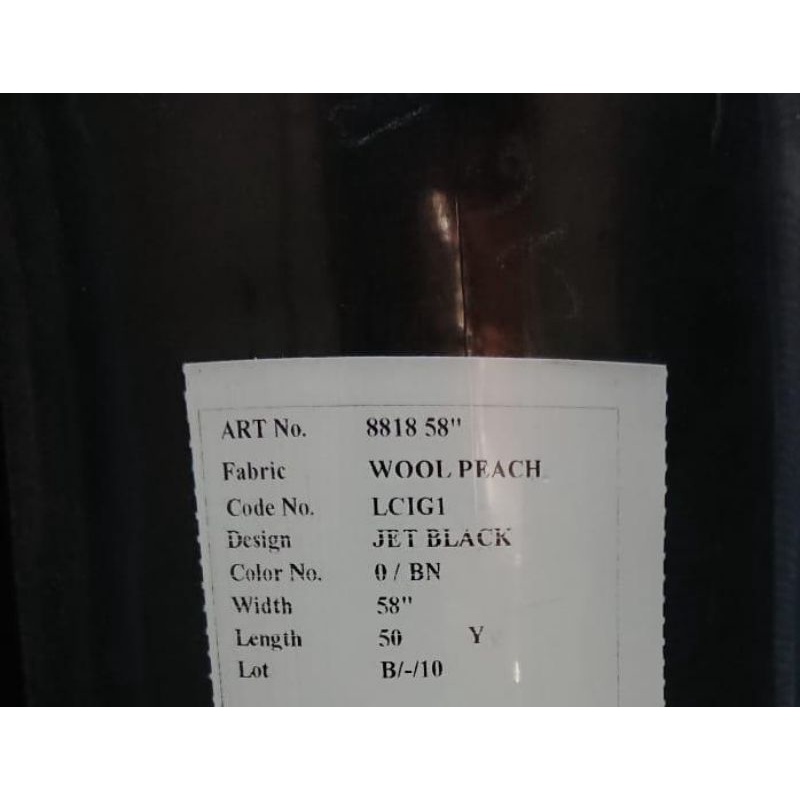 ART No. 8818 58"
Fabric WOOL PEACH
Code No. LCIG1
Design JET BLACK
Color No. 0 / BN
Width 58"
Length 50 Y
Lot B/-/10